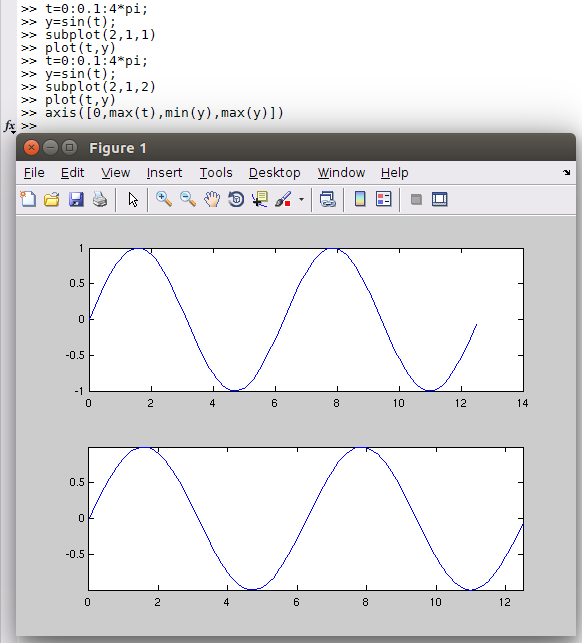 >> t=0:0.1:4*pi;
>> y=sin(t);
>> subplot(2,1,1)
>> plot(t,y)
>> t=0:0.1:4*pi;
>> y=sin(t);
>> subplot(2,1,2)
>> plot(t,y)
>> axis([0,max(t),min(y),max(y)])
fx >>
Figure 1
File Edit View Insert Tools Desktop Window Help
1
0.5
0
-0.5
-1
0 2 4 6 8 10 12 14
0.5
0
-0.5
0 2 4 6 8 10 12